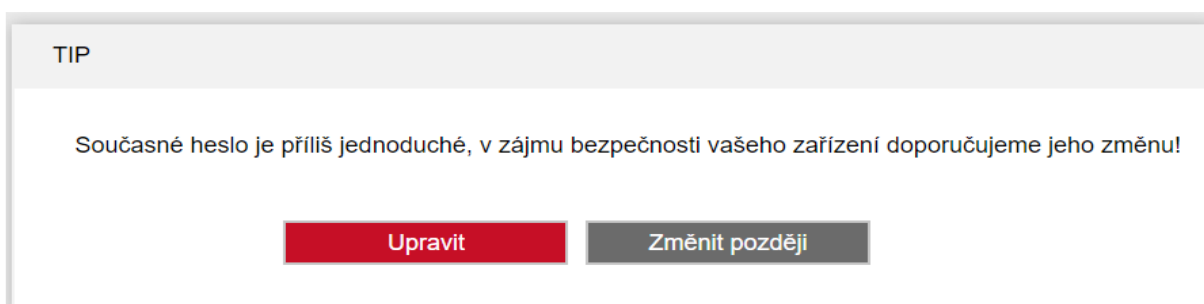 TIP
Současné heslo je příliš jednoduché, v zájmu bezpečnosti vašeho zařízení doporučujeme jeho změnu!
Upravit
Změnit později